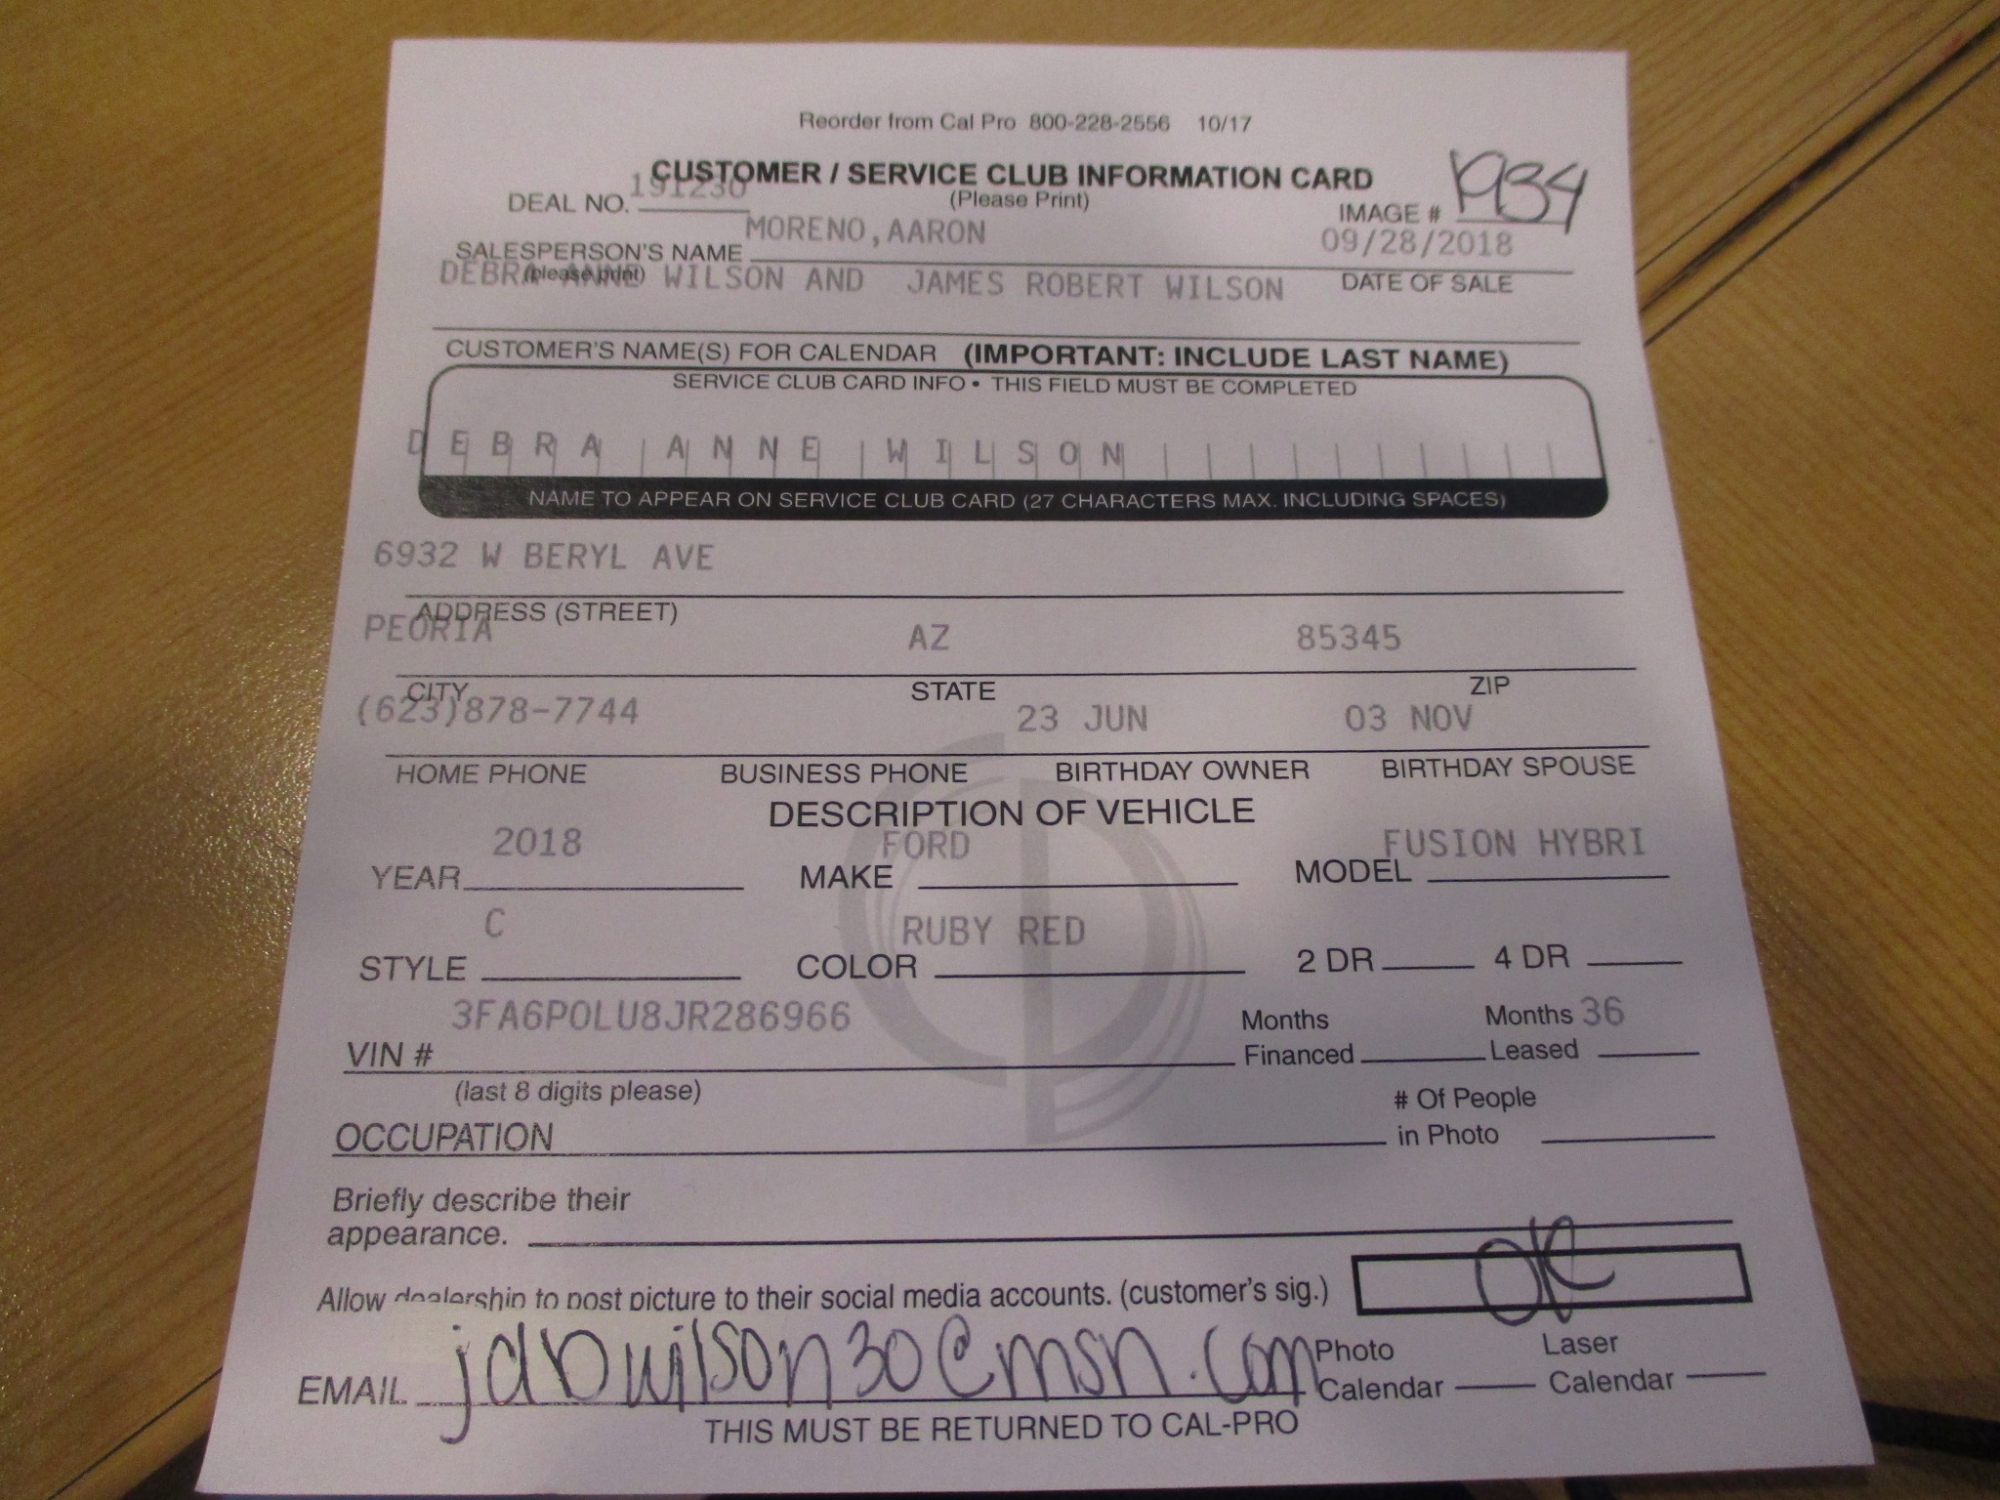 Reorder from Cal Pro 800-228-2556 10/17
CUSTOMER / SERVICE CLUB INFORMATION CARD
(Please Print)
DEAL NO. 191230
IMAGE # 1934
SALESPERSON'S NAME MORENO, AARON
(please print)
09/28/2018
DATE OF SALE
DEBRA ANNE WILSON AND JAMES ROBERT WILSON
CUSTOMER'S NAME(S) FOR CALENDAR (IMPORTANT: INCLUDE LAST NAME)
SERVICE CLUB CARD INFO • THIS FIELD MUST BE COMPLETED
DEBRA ANNE WILSON
NAME TO APPEAR ON SERVICE CLUB CARD (27 CHARACTERS MAX. INCLUDING SPACES)
6932 W BERYL AVE
ADDRESS (STREET)
PEORIA AZ 85345
CITY STATE ZIP
(623)878-7744 23 JUN 03 NOV
HOME PHONE BUSINESS PHONE BIRTHDAY OWNER BIRTHDAY SPOUSE
DESCRIPTION OF VEHICLE
YEAR 2018 MAKE FORD MODEL FUSION HYBRI
STYLE C COLOR RUBY RED 2 DR 4 DR
VIN # 3FA6P0LU8JR286966 Months Financed Months Leased 36
(last 8 digits please)
OCCUPATION # Of People in Photo
Briefly describe their
appearance.
Allow dealership to post picture to their social media accounts. (customer's sig.) OK
EMAIL jdbwilson30@msn.com Photo Calendar Laser Calendar
THIS MUST BE RETURNED TO CAL-PRO